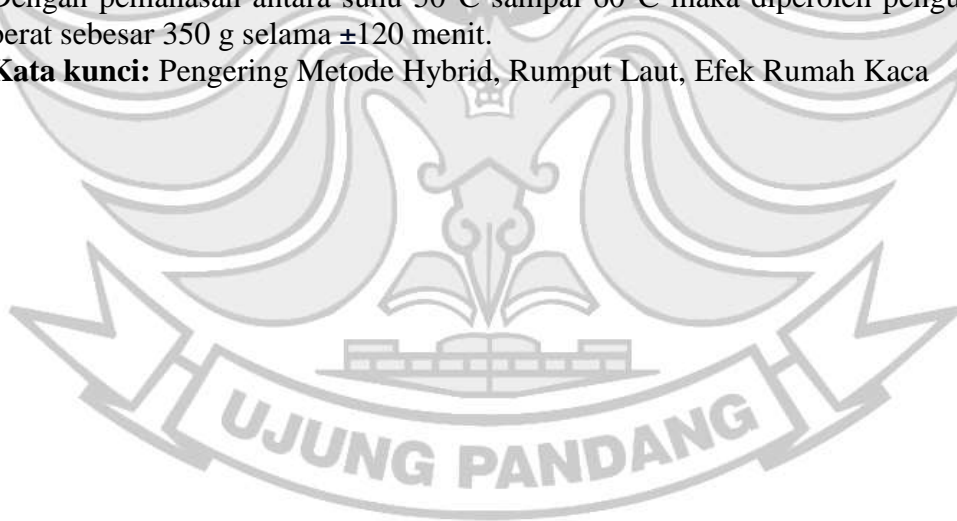 Dengan pemanasan antara suhu 50°C sampai 60°C maka diperoleh
berat sebesar 350 g selama ±120 menit.
Kata kunci: Pengering Metode Hybrid, Rumput Laut, Efek Rumah Kaca
UJUNG PANDANG